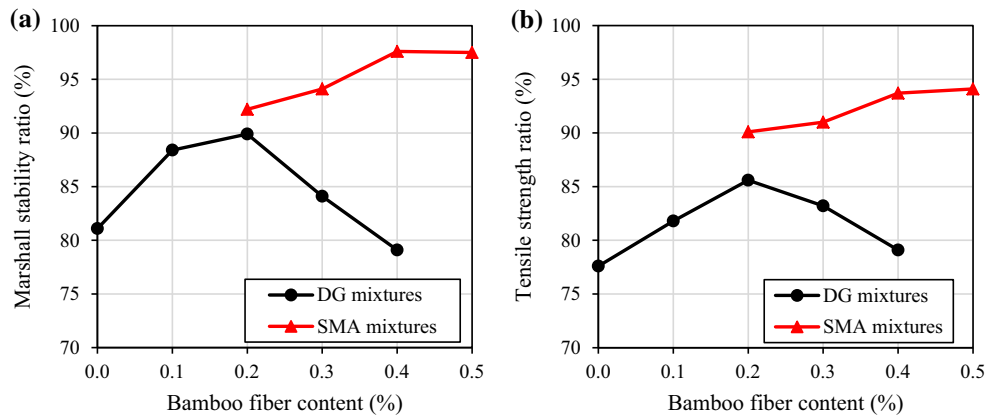 (a)
Marshall stability ratio (%)
100
95
90
85
80
75
70
0.0 0.1 0.2 0.3 0.4 0.5
Bamboo fiber content (%)
DG mixtures
SMA mixtures
(b)
Tensile strength ratio (%)
100
95
90
85
80
75
70
0.0 0.1 0.2 0.3 0.4 0.5
Bamboo fiber content (%)
DG mixtures
SMA mixtures